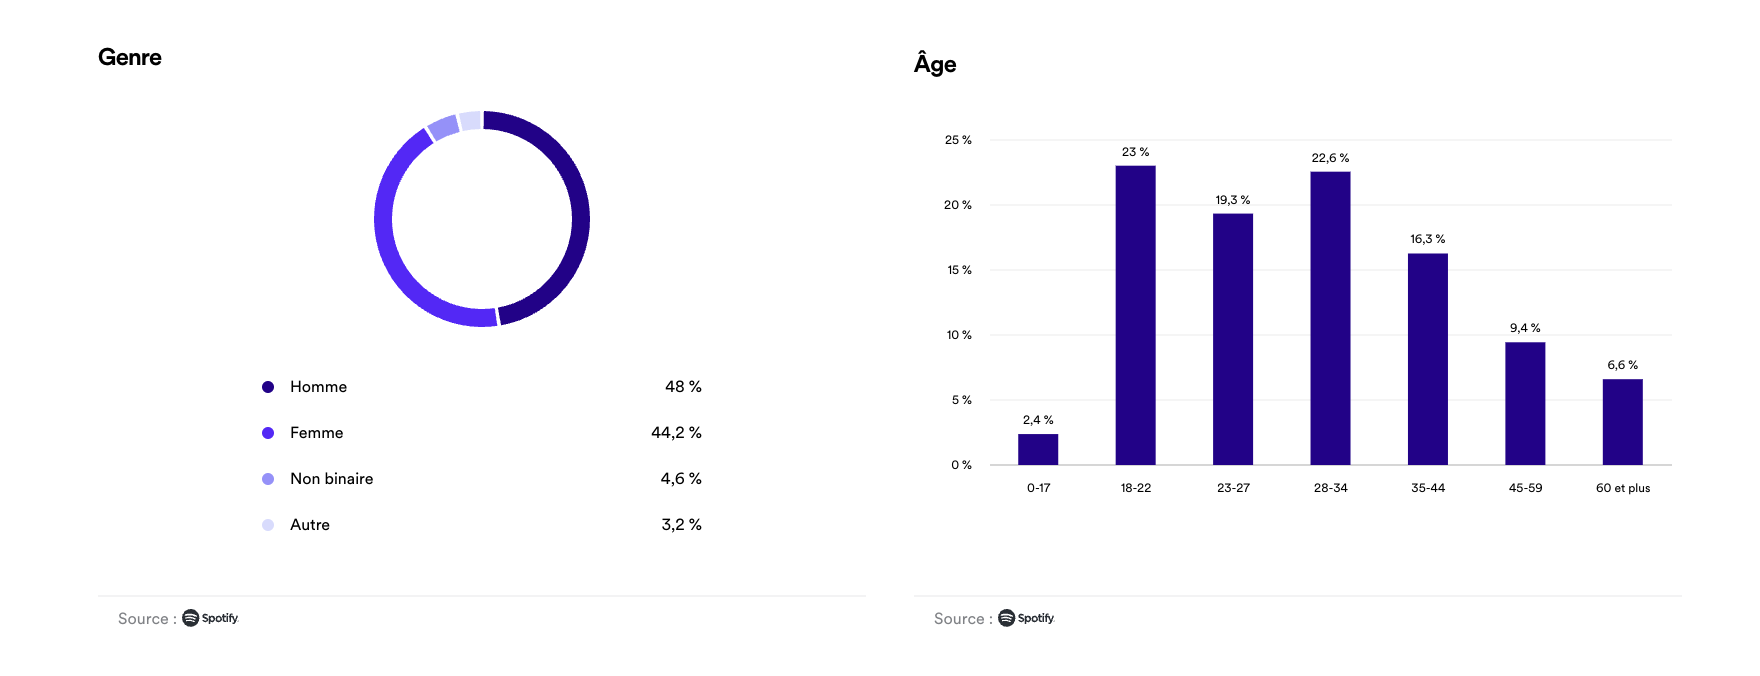 Genre
Homme 48 %
Femme 44,2 %
Non binaire 4,6 %
Autre 3,2 %
Source : Spotify
Âge
25 %
20 %
15 %
10 %
5 %
0 %
2,4 %
23 %
19,3 %
22,6 %
16,3 %
9,4 %
6,6 %
0-17 18-22 23-27 28-34 35-44 45-59 60 et plus
Source : Spotify